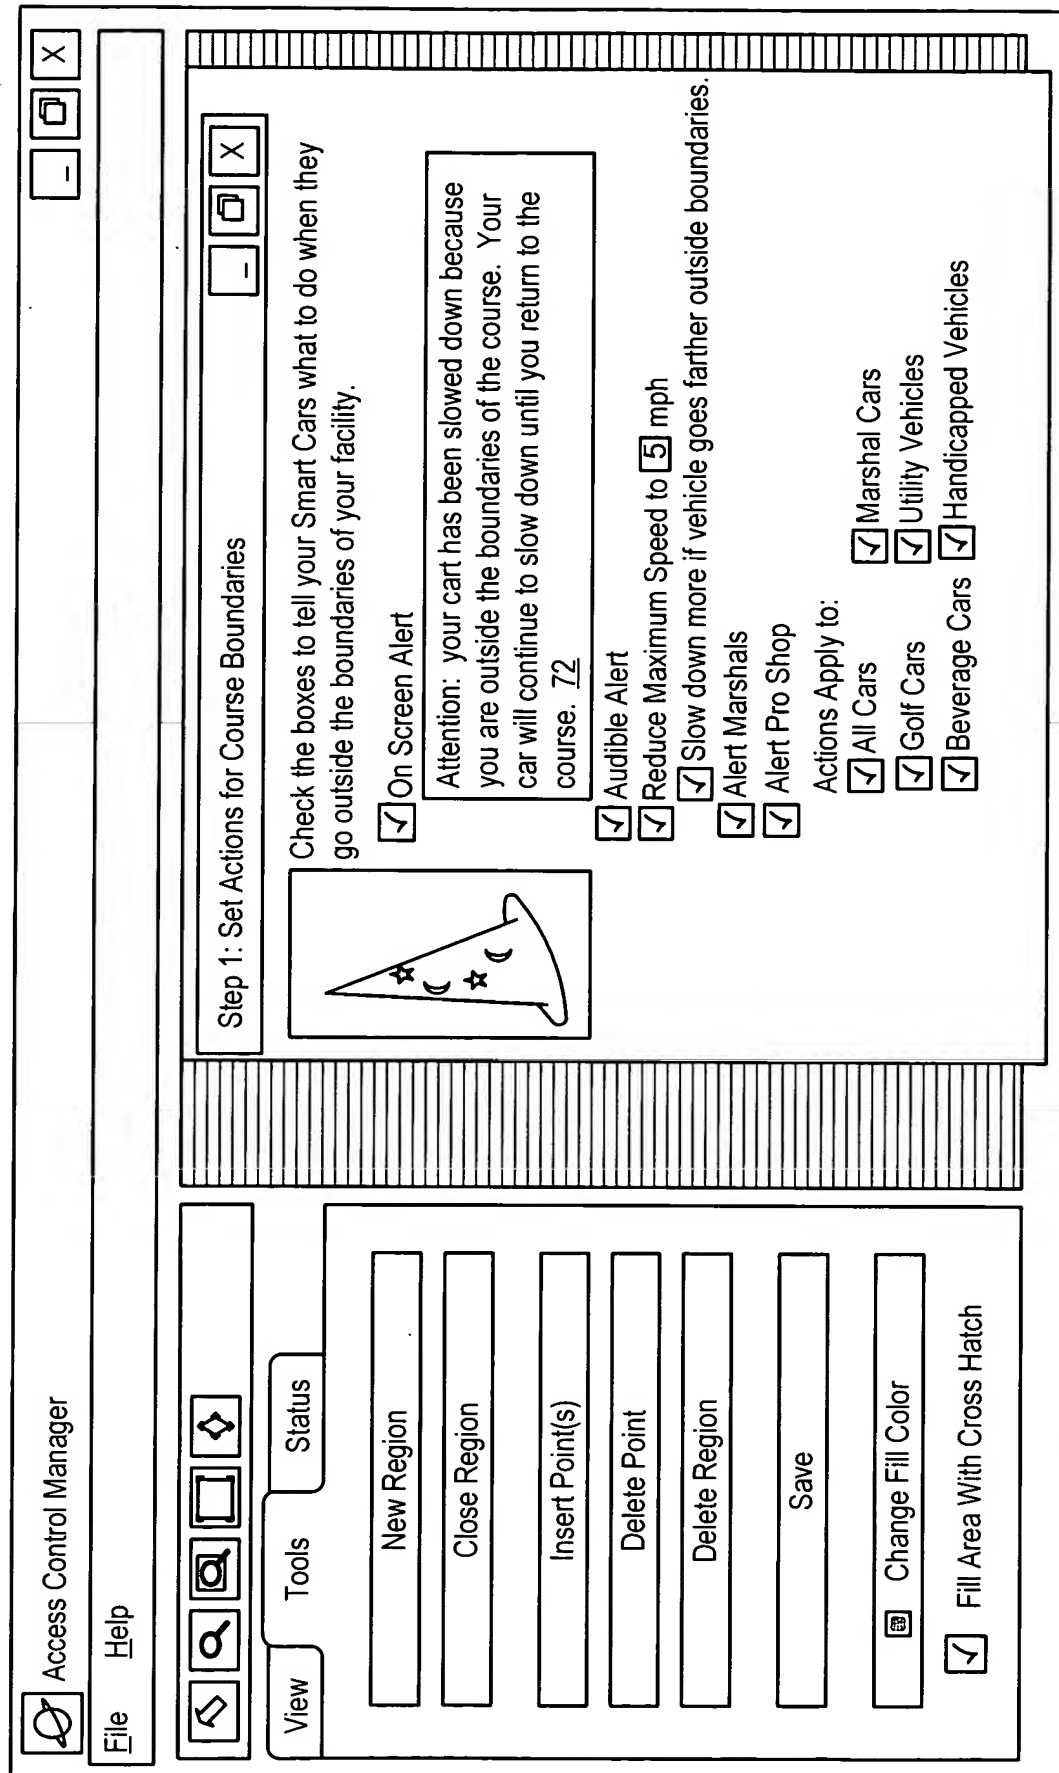 Access Control Manager
_ X
File Help
View Tools Status
New Region
Close Region
Insert Point(s)
Delete Point
Delete Region
Save
Change Fill Color
Fill Area With Cross Hatch
Step 1: Set Actions for Course Boundaries
_ X
Check the boxes to tell your Smart Cars what to do when they
go outside the boundaries of your facility.
On Screen Alert
Attention: your cart has been slowed down because
you are outside the boundaries of the course. Your
car will continue to slow down until you return to the
course. 72
Audible Alert
Reduce Maximum Speed to 5 mph
Slow down more if vehicle goes farther outside boundaries.
Alert Marshals
Alert Pro Shop
Actions Apply to:
All Cars Marshal Cars
Golf Cars Utility Vehicles
Beverage Cars Handicapped Vehicles